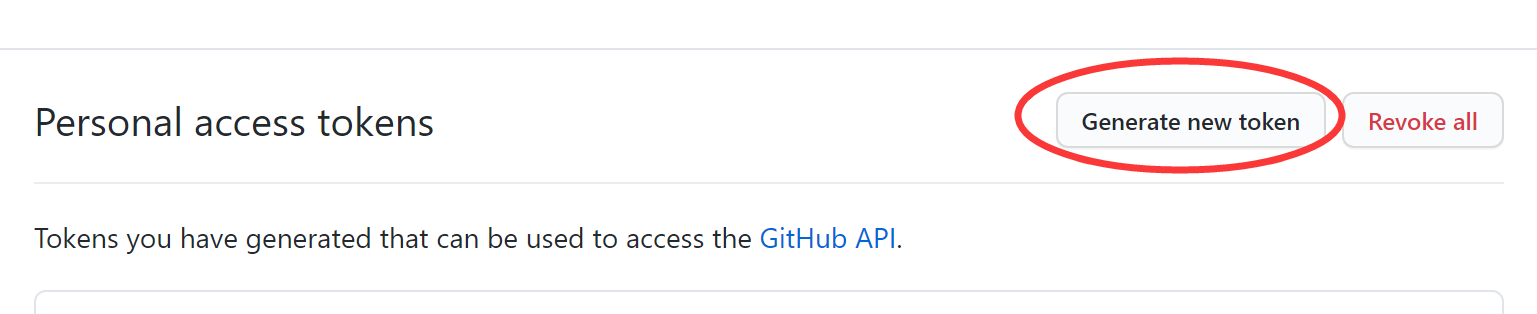 Personal access tokens
Generate new token
Revoke all
Tokens you have generated that can be used to access the GitHub API.